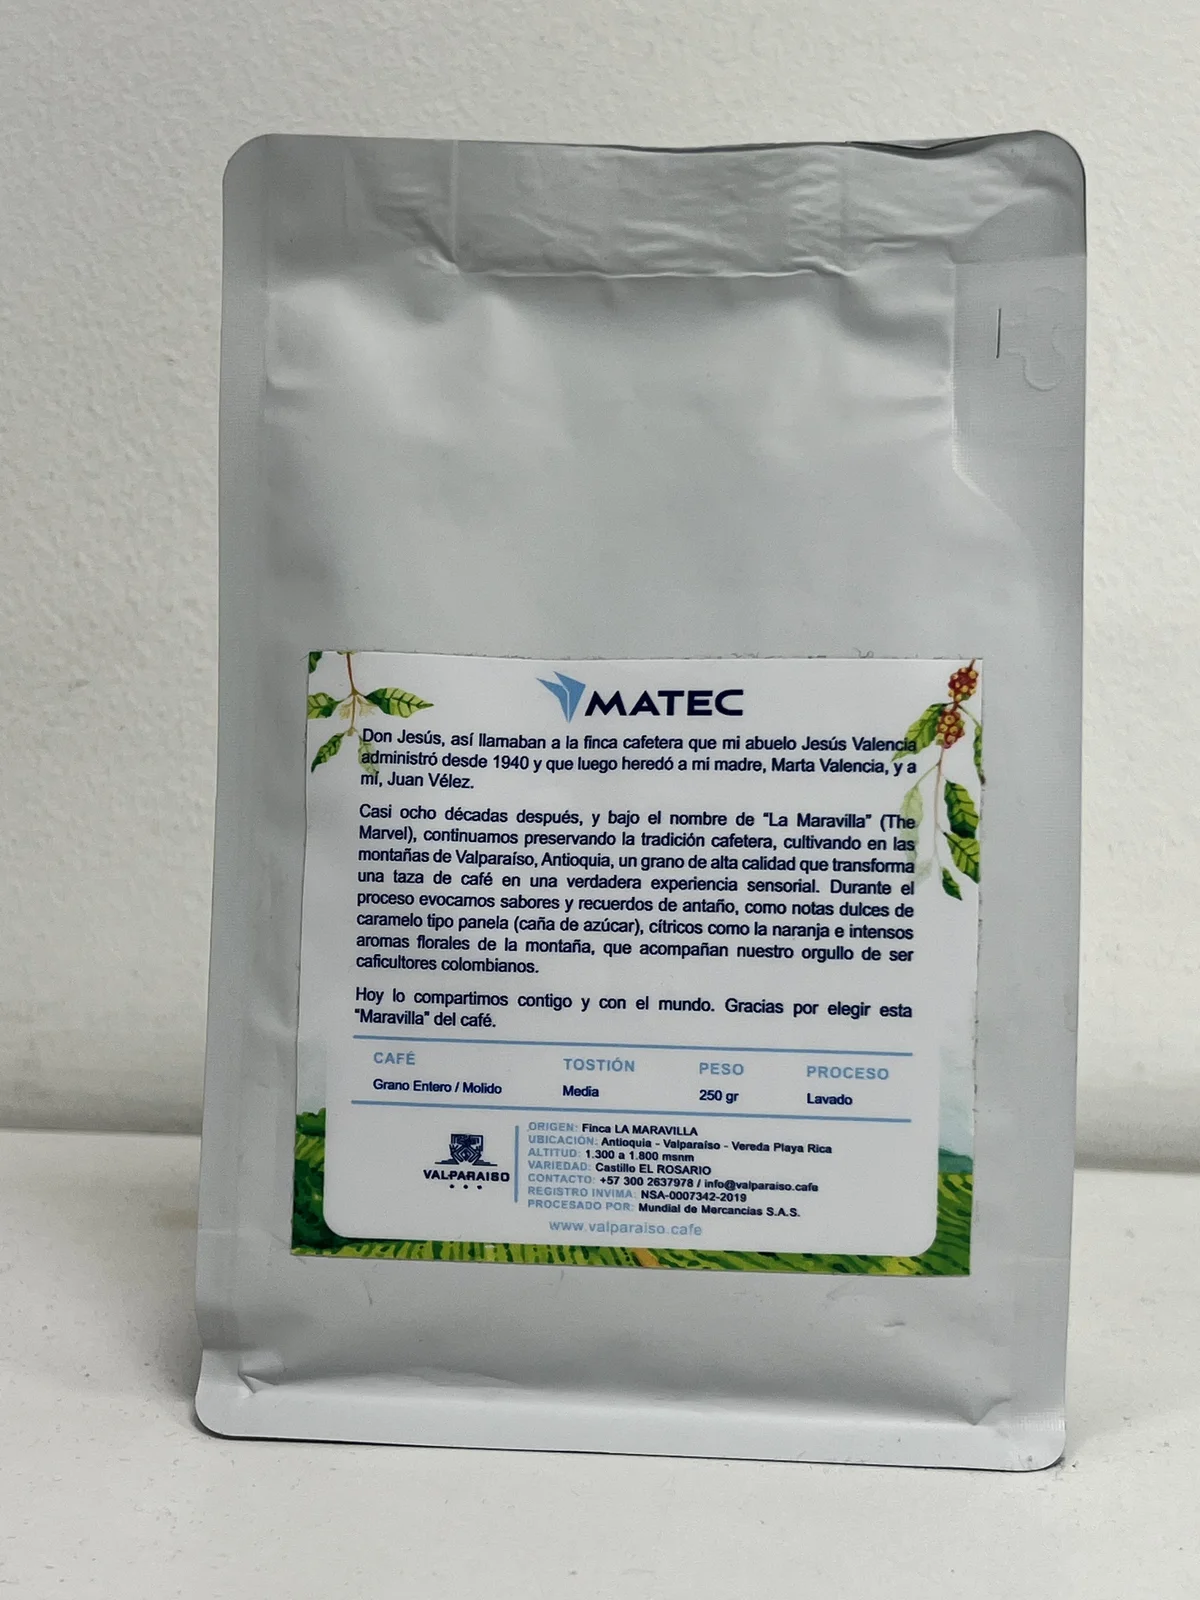 MATEC
Don Jesús, así llamaban a la finca cafetera que mi abuelo Jesús Valencia
administró desde 1940 y que luego heredó a mi madre, Marta Valencia, y a
mí, Juan Vélez.
Casi ocho décadas después, y bajo el nombre de "La Maravilla" (The
Marvel), continuamos preservando la tradición cafetera, cultivando en las
montañas de Valparaíso, Antioquia, un grano de alta calidad que transforma
una taza de café en una verdadera experiencia sensorial. Durante el
proceso evocamos sabores y recuerdos de antaño, como notas dulces de
caramelo tipo panela (caña de azúcar), cítricos como la naranja e intensos
aromas florales de la montaña, que acompañan nuestro orgullo de ser
caficultores colombianos.
Hoy lo compartimos contigo y con el mundo. Gracias por elegir esta
"Maravilla" del café.
CAFÉ TOSTIÓN PESO PROCESO
Grano Entero / Molido Media 250 gr Lavado
VALPARAISO
ORIGEN: Finca LA MARAVILLA
UBICACIÓN: Antioquia - Valparaíso - Vereda Playa Rica
ALTITUD: 1.300 a 1.800 msnm
VARIEDAD: Castillo EL ROSARIO
CONTACTO: +57 300 2637978 / info@valparaiso.cafe
REGISTRO INVIMA: NSA-0007342-2019
PROCESADO POR: Mundial de Mercancías S.A.S.
www.valparaiso.cafe